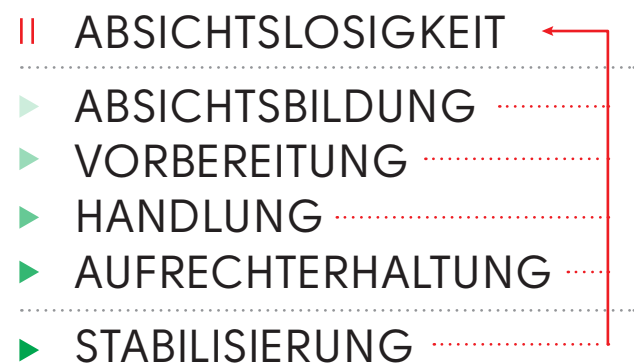 ABSICHTSLOSIGKEIT
ABSICHTSBILDUNG
VORBEREITUNG
HANDLUNG
AUFRECHTERHALTUNG
STABILISIERUNG